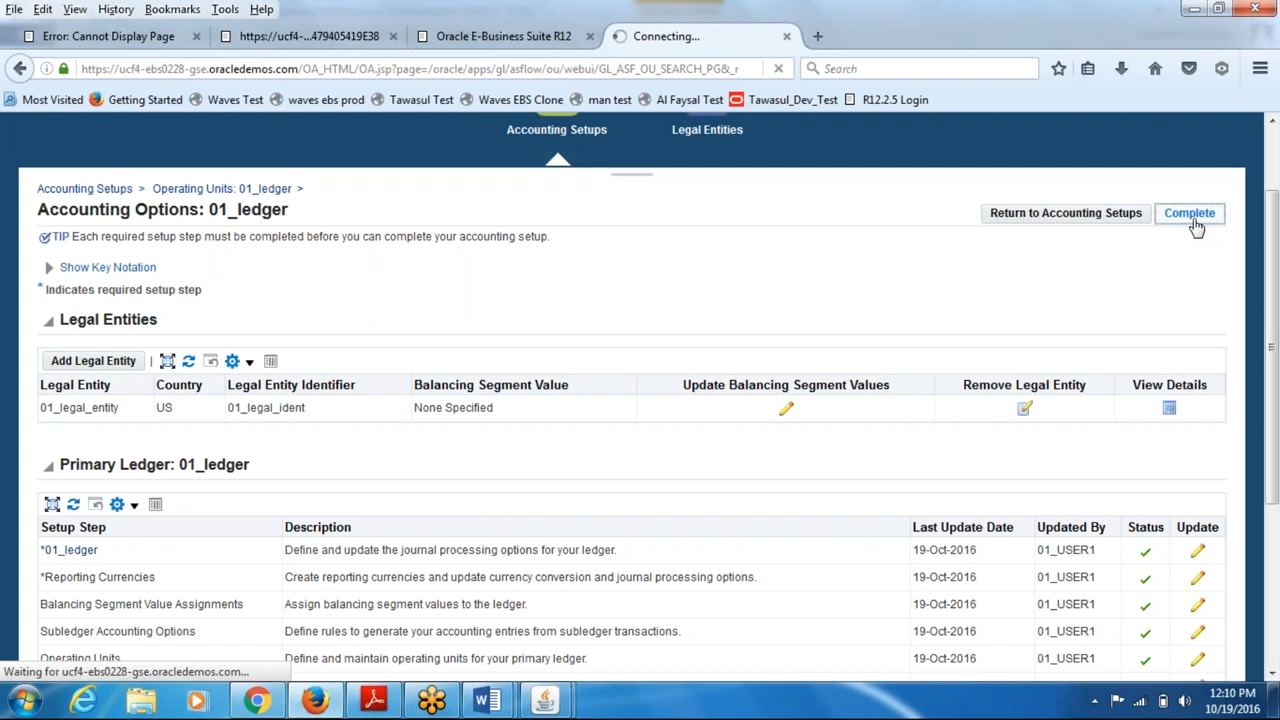 File Edit View History Bookmarks Tools Help
Error: Cannot Display Page
https://ucf4-...479405419E38
Oracle E-Business Suite R12
Connecting...
https://ucf4-ebs0228-gse.oracledemos.com/OA_HTML/OA.jsp?page=/oracle/apps/gl/asflow/ou/webui/GL_ASF_OU_SEARCH_PG&_r
Search
Most Visited Getting Started Waves Test waves ebs prod Tawasul Test Waves EBS Clone man test Al Faysal Test Tawasul_Dev_Test R12.2.5 Login
Accounting Setups Legal Entities
Accounting Setups > Operating Units: 01_ledger >
Accounting Options: 01_ledger
Return to Accounting Setups Complete
TIP Each required setup step must be completed before you can complete your accounting setup.
Show Key Notation
* Indicates required setup step
Legal Entities
Add Legal Entity
Legal Entity Country Legal Entity Identifier Balancing Segment Value Update Balancing Segment Values Remove Legal Entity View Details
01_legal_entity US 01_legal_ident None Specified
Primary Ledger: 01_ledger
Setup Step Description Last Update Date Updated By Status Update
*01_ledger Define and update the journal processing options for your ledger. 19-Oct-2016 01_USER1
*Reporting Currencies Create reporting currencies and update currency conversion and journal processing options. 19-Oct-2016 01_USER1
Balancing Segment Value Assignments Assign balancing segment values to the ledger. 19-Oct-2016 01_USER1
Subledger Accounting Options Define rules to generate your accounting entries from subledger transactions. 19-Oct-2016 01_USER1
Operating Units Define and maintain operating units for your primary ledger. 19-Oct-2016 01_USER1
Waiting for ucf4-ebs0228-gse.oracledemos.com...
12:10 PM
10/19/2016